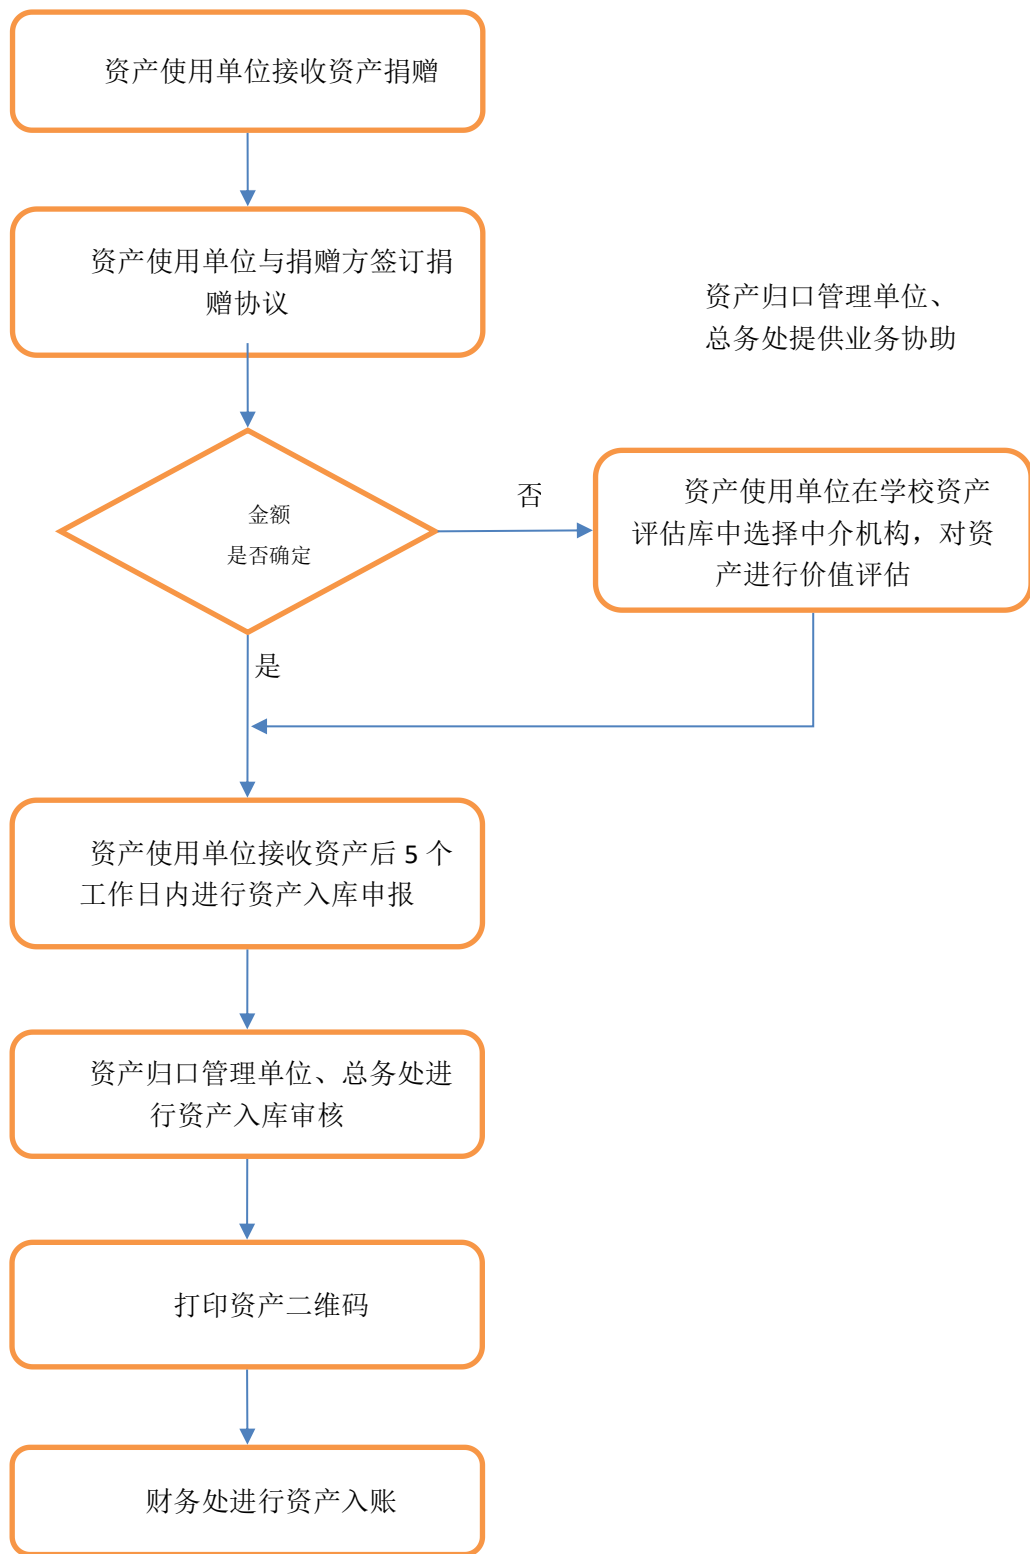 资产使用单位接收资产捐赠
资产使用单位与捐赠方签订捐
赠协议
资产归口管理单位、
总务处提供业务协助
金额
是否确定
否
资产使用单位在学校资产
评估库中选择中介机构，对资
产进行价值评估
是
资产使用单位接收资产后 5 个
工作日内进行资产入库申报
资产归口管理单位、总务处进
行资产入库审核
打印资产二维码
财务处进行资产入账